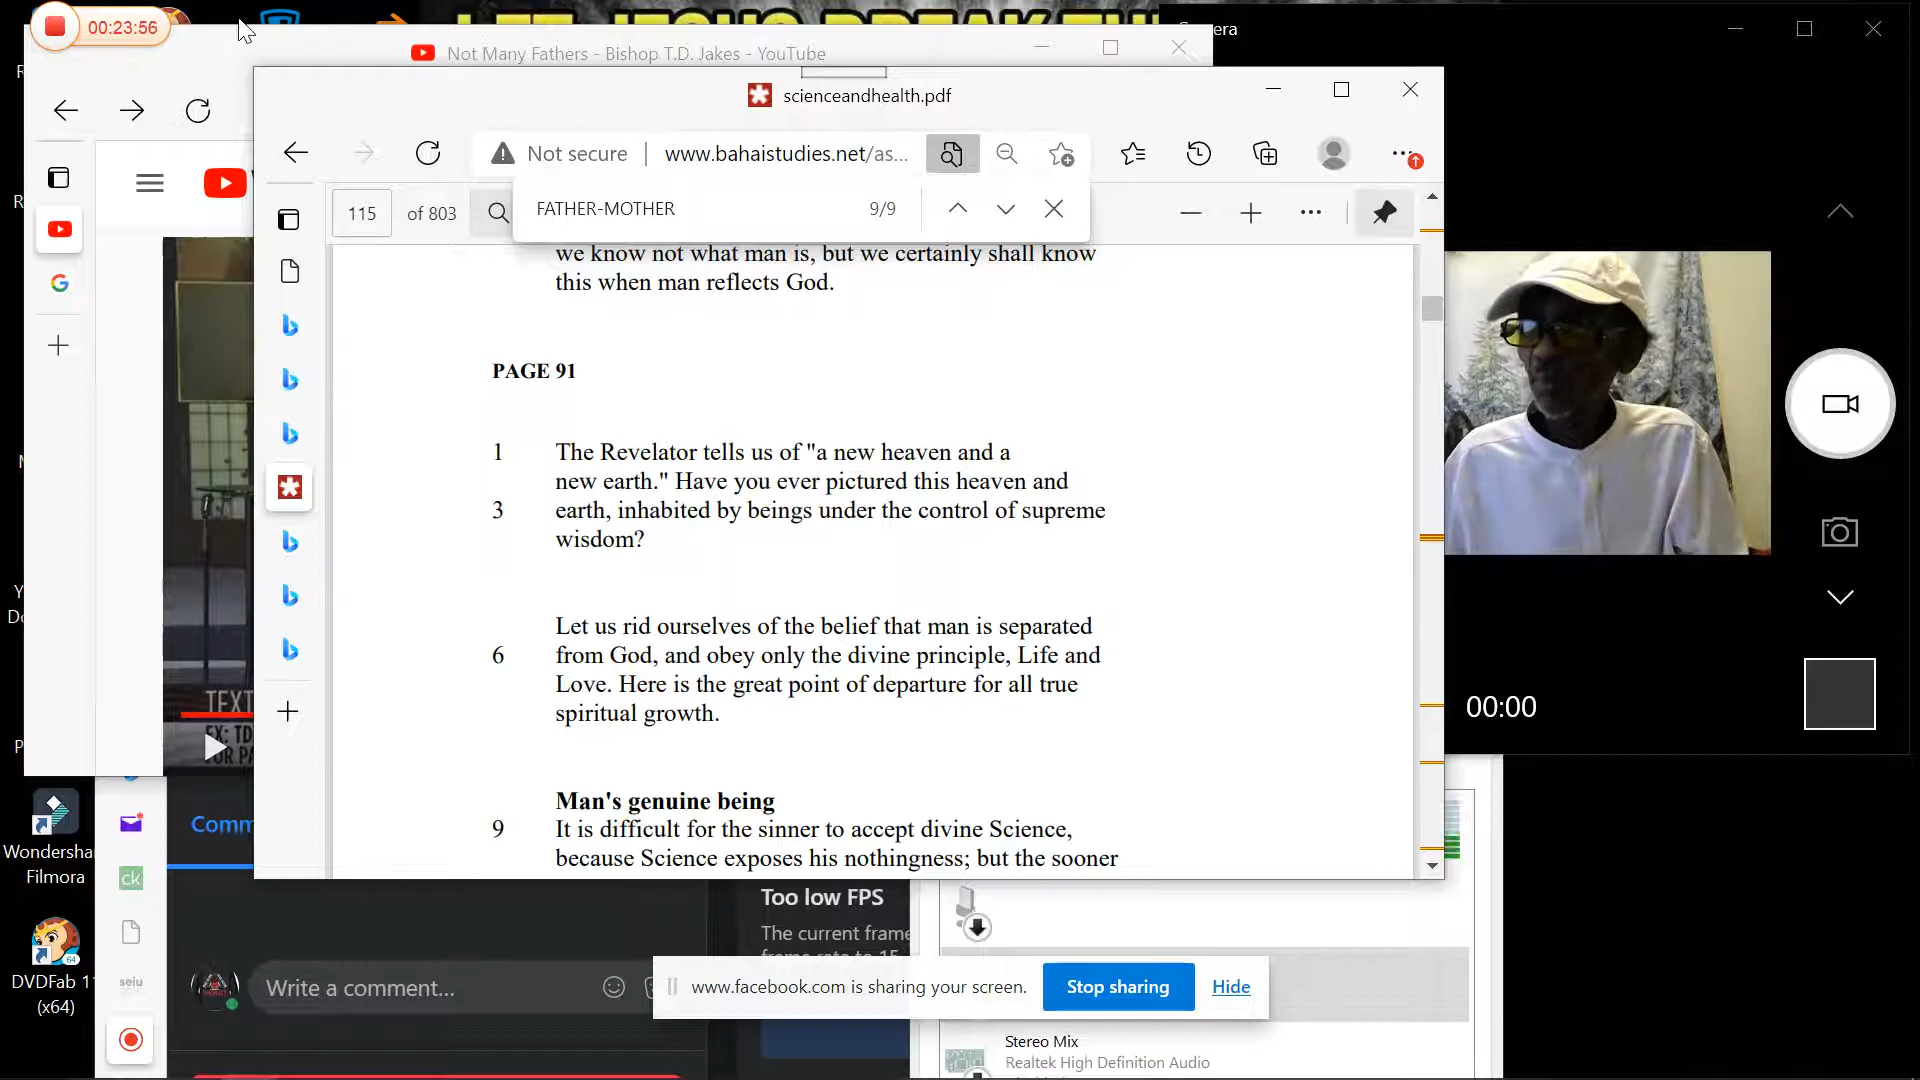 00:23:56
LET JESUS BREAK THE
Not Many Fathers - Bishop T.D. Jakes - YouTube
scienceandhealth.pdf
Not secure
www.bahaistudies.net/as...
115 of 803
FATHER-MOTHER
9/9
we know not what man is, but we certainly shall know
this when man reflects God.
PAGE 91
1 The Revelator tells us of "a new heaven and a
new earth." Have you ever pictured this heaven and
3 earth, inhabited by beings under the control of supreme
wisdom?
Let us rid ourselves of the belief that man is separated
6 from God, and obey only the divine principle, Life and
Love. Here is the great point of departure for all true
spiritual growth.
Man's genuine being
9 It is difficult for the sinner to accept divine Science,
because Science exposes his nothingness; but the sooner
era
00:00
TEXT
Wondersha
Filmora
DVDFab 1
(x64)
Comm
ck
seiu
Write a comment...
Too low FPS
The current frame
www.facebook.com is sharing your screen.
Stop sharing
Hide
Stereo Mix
Realtek High Definition Audio